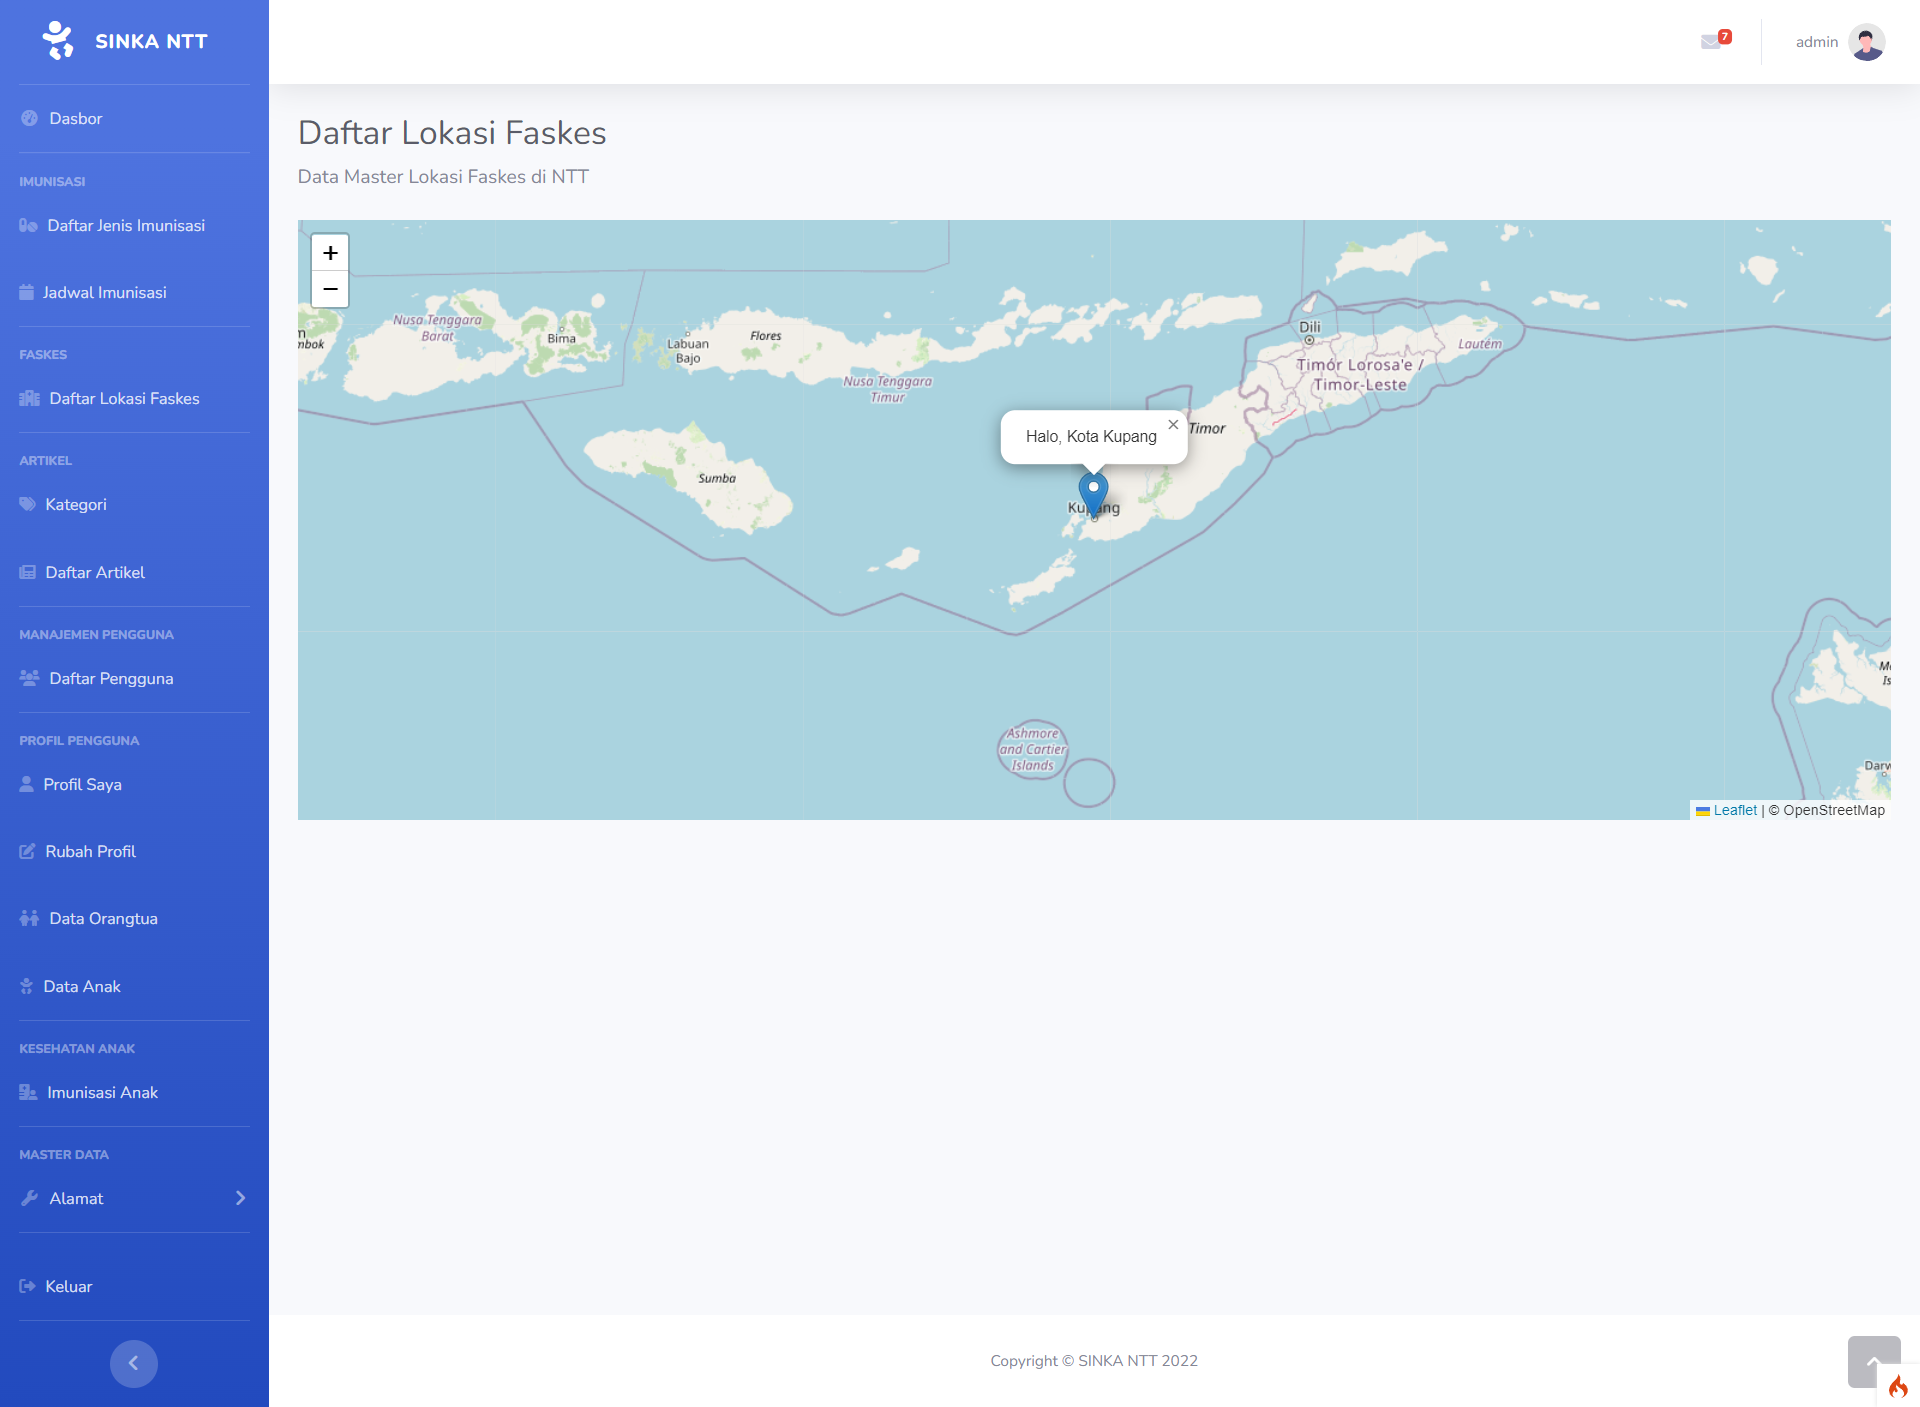 SINKA NTT
7
admin
Dasbor
IMUNISASI
Daftar Jenis Imunisasi
Jadwal Imunisasi
FASKES
Daftar Lokasi Faskes
ARTIKEL
Kategori
Daftar Artikel
MANAJEMEN PENGGUNA
Daftar Pengguna
PROFIL PENGGUNA
Profil Saya
Rubah Profil
Data Orangtua
Data Anak
KESEHATAN ANAK
Imunisasi Anak
MASTER DATA
Alamat
Keluar
Daftar Lokasi Faskes
Data Master Lokasi Faskes di NTT
+
−
Nusa Tenggara
Barat
Bima
Labuan
Bajo
Flores
Nusa Tenggara
Timur
Sumba
Dili
Lautém
Timór Lorosa'e /
Timor-Leste
Timor
Halo, Kota Kupang
×
Kupang
Ashmore
and Cartier
Islands
Leaflet | © OpenStreetMap
Copyright © SINKA NTT 2022